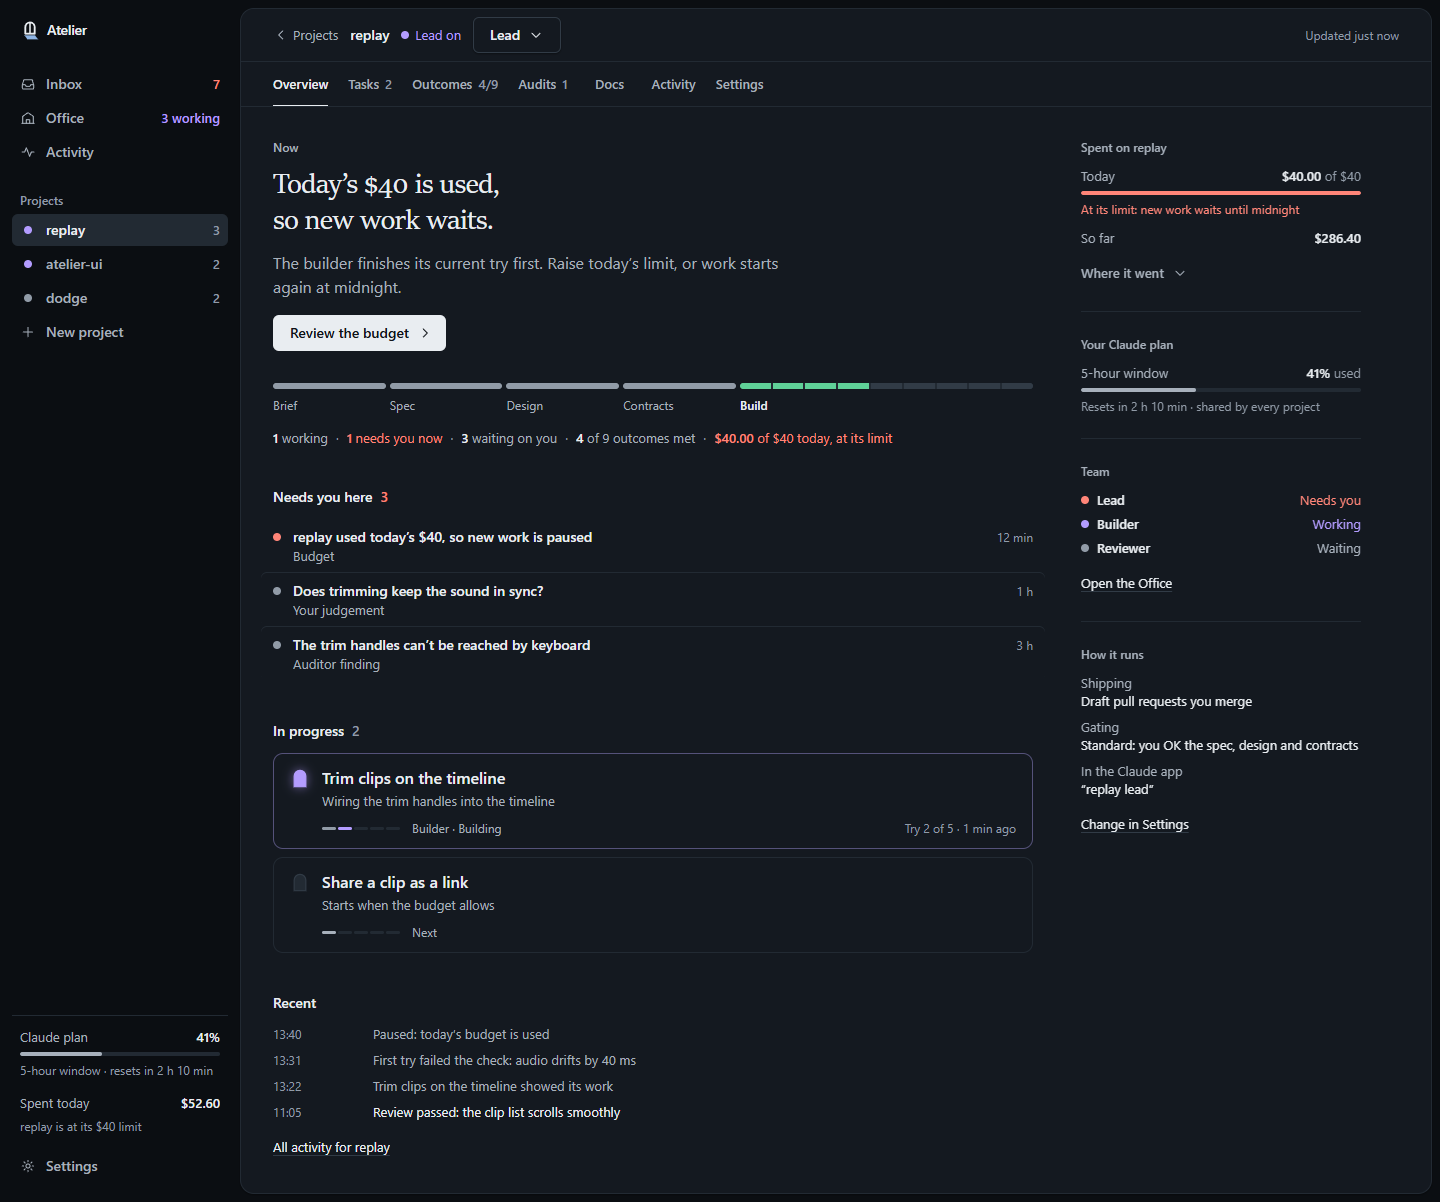 Atelier
Inbox 7
Office 3 working
Activity
Projects
replay 3
atelier-ui 2
dodge 2
New project
Claude plan 41%
5-hour window · resets in 2 h 10 min
Spent today $52.60
replay is at its $40 limit
Settings
Projects replay Lead on Lead Updated just now
Overview Tasks 2 Outcomes 4/9 Audits 1 Docs Activity Settings
Now
Today’s $40 is used,
so new work waits.
The builder finishes its current try first. Raise today’s limit, or work starts
again at midnight.
Review the budget
Brief Spec Design Contracts Build
1 working · 1 needs you now · 3 waiting on you · 4 of 9 outcomes met · $40.00 of $40 today, at its limit
Needs you here 3
replay used today’s $40, so new work is paused 12 min
Budget
Does trimming keep the sound in sync? 1 h
Your judgement
The trim handles can’t be reached by keyboard 3 h
Auditor finding
In progress 2
Trim clips on the timeline
Wiring the trim handles into the timeline
Builder · Building Try 2 of 5 · 1 min ago
Share a clip as a link
Starts when the budget allows
Next
Recent
13:40 Paused: today’s budget is used
13:31 First try failed the check: audio drifts by 40 ms
13:22 Trim clips on the timeline showed its work
11:05 Review passed: the clip list scrolls smoothly
All activity for replay
Spent on replay
Today $40.00 of $40
At its limit: new work waits until midnight
So far $286.40
Where it went
Your Claude plan
5-hour window 41% used
Resets in 2 h 10 min · shared by every project
Team
Lead Needs you
Builder Working
Reviewer Waiting
Open the Office
How it runs
Shipping
Draft pull requests you merge
Gating
Standard: you OK the spec, design and contracts
In the Claude app
“replay lead”
Change in Settings